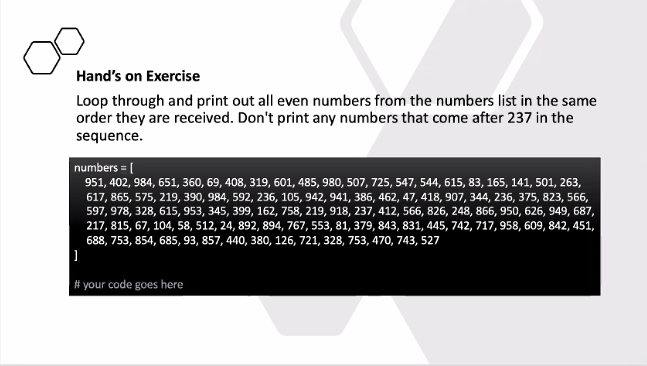 Hand's on Exercise
Loop through and print out all even numbers from the numbers list in the same
order they are received. Don't print any numbers that come after 237 in the
sequence.
numbers = [
951, 402, 984, 651, 360, 69, 408, 319, 601, 485, 980, 507, 725, 547, 544, 615, 83, 165, 141, 501, 263,
617, 865, 575, 219, 390, 984, 592, 236, 105, 942, 941, 386, 462, 47, 418, 907, 344, 236, 375, 823, 566,
597, 978, 328, 615, 953, 345, 399, 162, 758, 219, 918, 237, 412, 566, 826, 248, 866, 950, 626, 949, 687,
217, 815, 67, 104, 58, 512, 24, 892, 894, 767, 553, 81, 379, 843, 831, 445, 742, 717, 958, 609, 842, 451,
688, 753, 854, 685, 93, 857, 440, 380, 126, 721, 328, 753, 470, 743, 527
]
# your code goes here